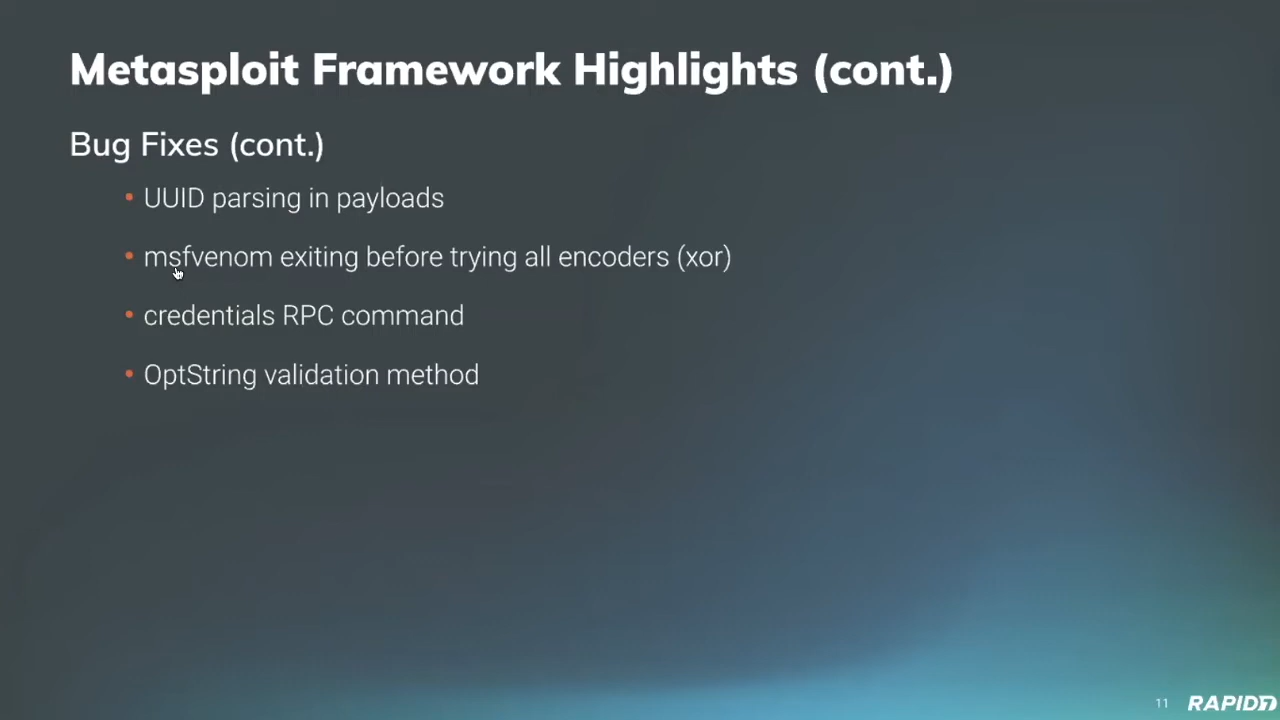 Metasploit Framework Highlights (cont.)
Bug Fixes (cont.)
• UUID parsing in payloads
• msfvenom exiting before trying all encoders (xor)
• credentials RPC command
• OptString validation method
11 RAPID7